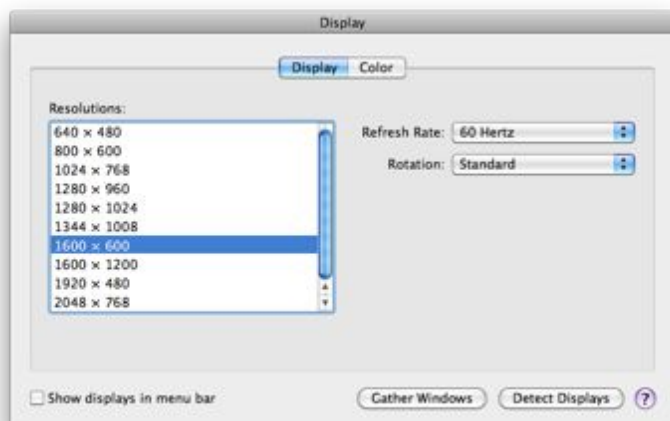 Display
Display Color
Resolutions:
640 × 480
800 × 600
1024 × 768
1280 × 960
1280 × 1024
1344 × 1008
1600 × 600
1600 × 1200
1920 × 480
2048 × 768
Refresh Rate: 60 Hertz
Rotation: Standard
Show displays in menu bar
Gather Windows Detect Displays ?